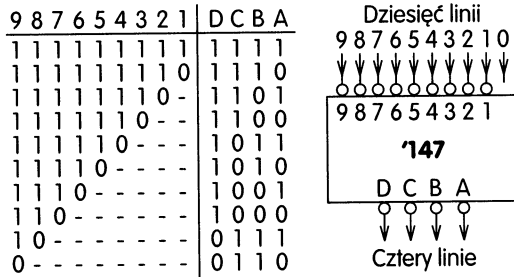 9 8 7 6 5 4 3 2 1 D C B A
1 1 1 1 1 1 1 1 1 1 1 1 1
1 1 1 1 1 1 1 1 0 1 1 1 0
1 1 1 1 1 1 1 0 - 1 1 0 1
1 1 1 1 1 1 0 - - 1 1 0 0
1 1 1 1 1 0 - - - 1 0 1 1
1 1 1 1 0 - - - - 1 0 1 0
1 1 1 0 - - - - - 1 0 0 1
1 1 0 - - - - - - 1 0 0 0
1 0 - - - - - - - 0 1 1 1
0 - - - - - - - - 0 1 1 0
Dziesięć linii
9 8 7 6 5 4 3 2 1 0
9 8 7 6 5 4 3 2 1
'147
D C B A
Cztery linie